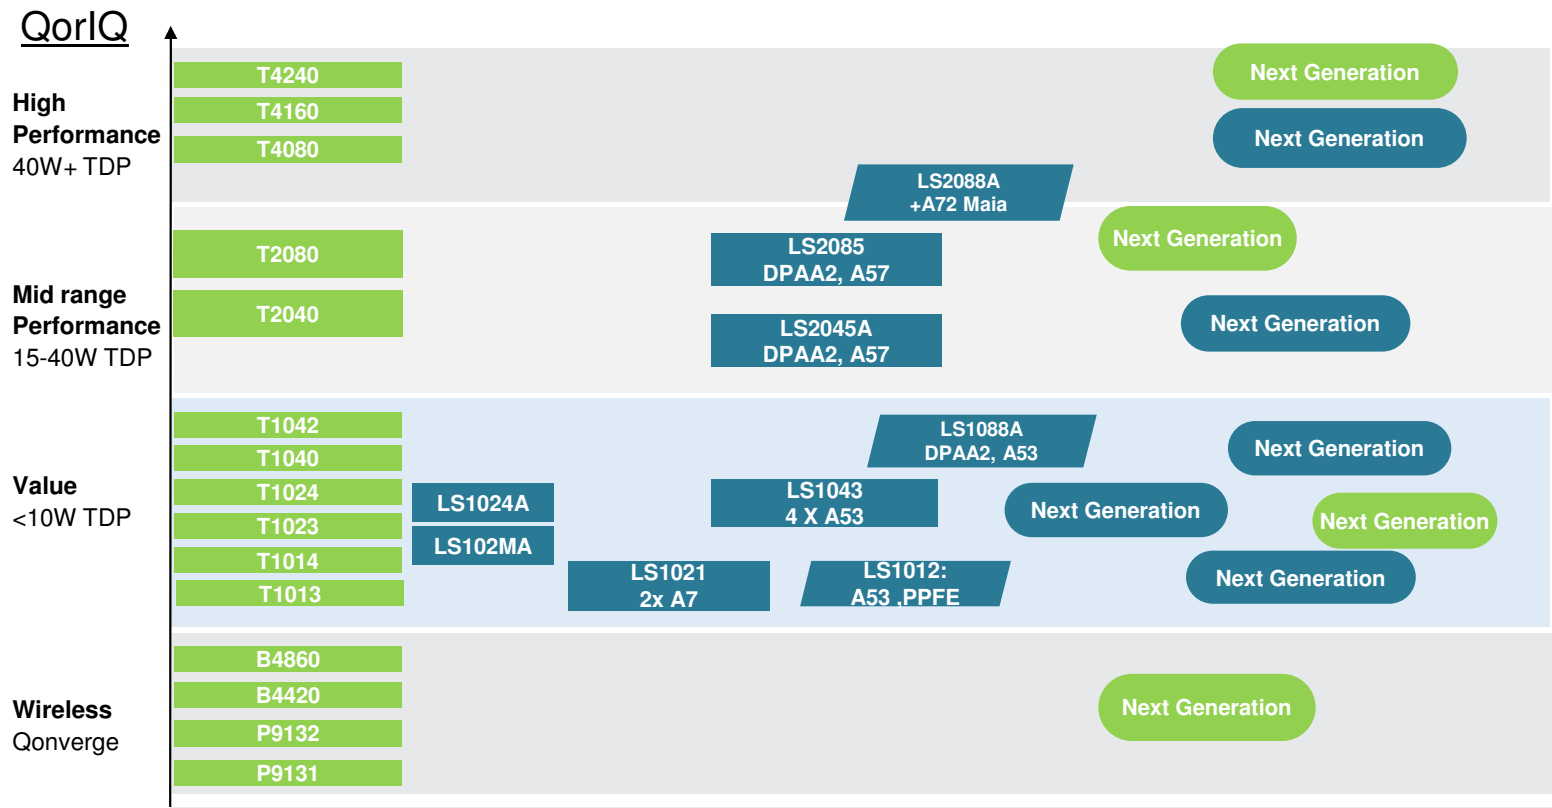 QorIQ
High
Performance
40W+ TDP
T4240
T4160
T4080
Next Generation
Next Generation
LS2088A
+A72 Maia
Mid range
Performance
15-40W TDP
T2080
T2040
LS2085
DPAA2, A57
LS2045A
DPAA2, A57
Next Generation
Next Generation
Value
<10W TDP
T1042
T1040
T1024
T1023
T1014
T1013
LS1024A
LS102MA
LS1021
2x A7
LS1043
4 X A53
LS1088A
DPAA2, A53
LS1012:
A53 ,PPFE
Next Generation
Next Generation
Next Generation
Next Generation
Wireless
Qonverge
B4860
B4420
P9132
P9131
Next Generation